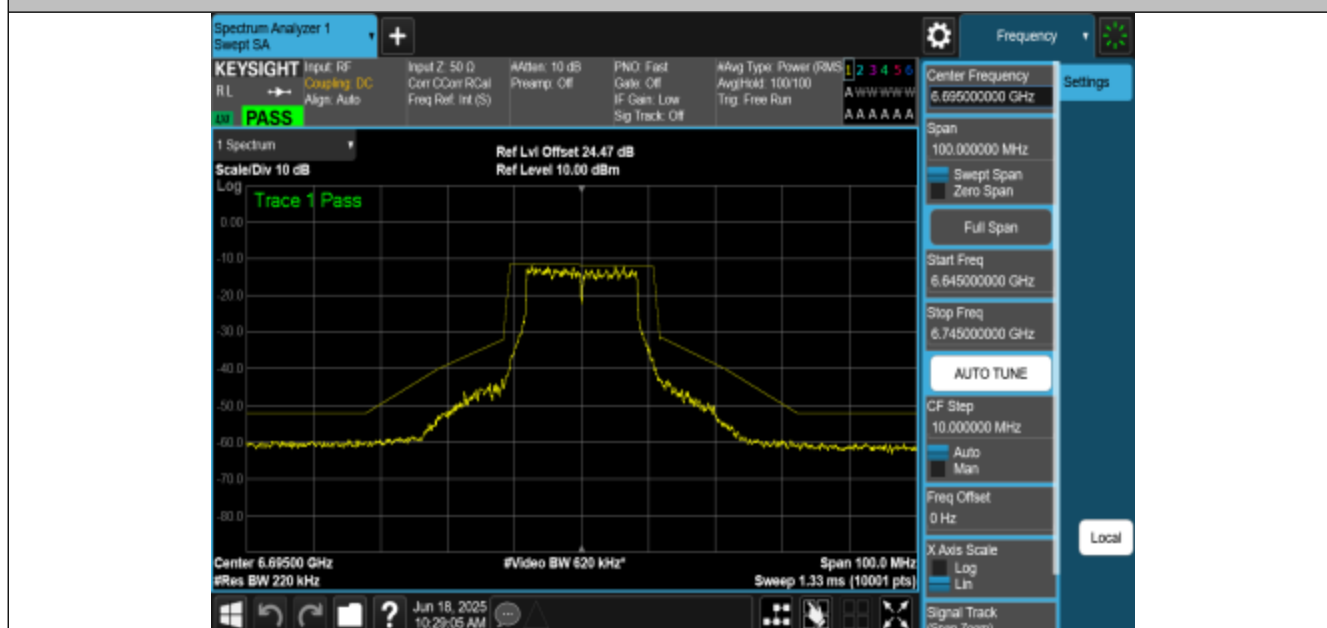 Spectrum Analyzer 1
Swept SA
+
Frequency
KEYSIGHT
RL
PASS
Input: RF
Coupling: DC
Align: Auto
Input Z: 50 Ω
Corr CCorr RCal
Freq Ref: Int (S)
#Atten: 10 dB
Preamp: Off
PNO: Fast
Gate: Off
IF Gain: Low
Sig Track: Off
#Avg Type: Power (RMS
Avg|Hold: 100/100
Trig: Free Run
1 2 3 4 5 6
A W W W W W
A A A A A A
Center Frequency
6.695000000 GHz
Settings
Span
100.000000 MHz
Swept Span
Zero Span
Full Span
Start Freq
6.645000000 GHz
Stop Freq
6.745000000 GHz
AUTO TUNE
CF Step
10.000000 MHz
Auto
Man
Freq Offset
0 Hz
X Axis Scale
Log
Lin
Signal Track
(Span Zoom)
Local
1 Spectrum
Scale/Div 10 dB
Ref Lvl Offset 24.47 dB
Ref Level 10.00 dBm
Log
Trace 1 Pass
0.00
-10.0
-20.0
-30.0
-40.0
-50.0
-60.0
-70.0
-80.0
Center 6.69500 GHz
#Res BW 220 kHz
#Video BW 620 kHz*
Span 100.0 MHz
Sweep 1.33 ms (10001 pts)
?
Jun 18, 2025
10:29:05 AM